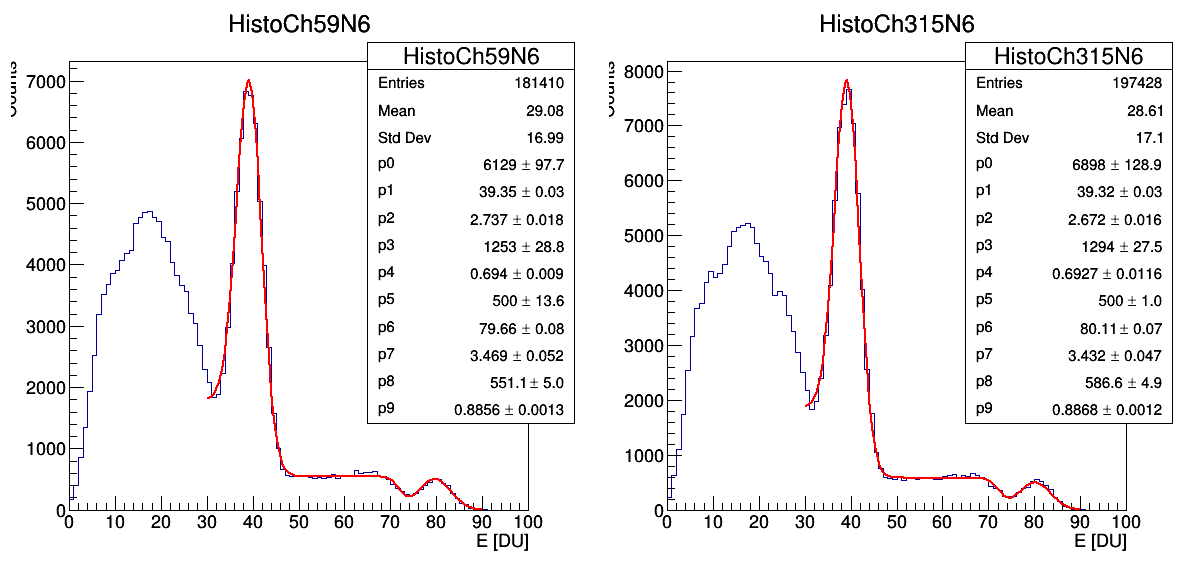 HistoCh59N6
HistoCh59N6
Entries 181410
Mean 29.08
Std Dev 16.99
p0 6129 ± 97.7
p1 39.35 ± 0.03
p2 2.737 ± 0.018
p3 1253 ± 28.8
p4 0.694 ± 0.009
p5 500 ± 13.6
p6 79.66 ± 0.08
p7 3.469 ± 0.052
p8 551.1 ± 5.0
p9 0.8856 ± 0.0013
7000
6000
5000
4000
3000
2000
1000
0
0 10 20 30 40 50 60 70 80 90 100
E [DU]
HistoCh315N6
HistoCh315N6
Entries 197428
Mean 28.61
Std Dev 17.1
p0 6898 ± 128.9
p1 39.32 ± 0.03
p2 2.672 ± 0.016
p3 1294 ± 27.5
p4 0.6927 ± 0.0116
p5 500 ± 1.0
p6 80.11 ± 0.07
p7 3.432 ± 0.047
p8 586.6 ± 4.9
p9 0.8868 ± 0.0012
8000
7000
6000
5000
4000
3000
2000
1000
0
0 10 20 30 40 50 60 70 80 90 100
E [DU]